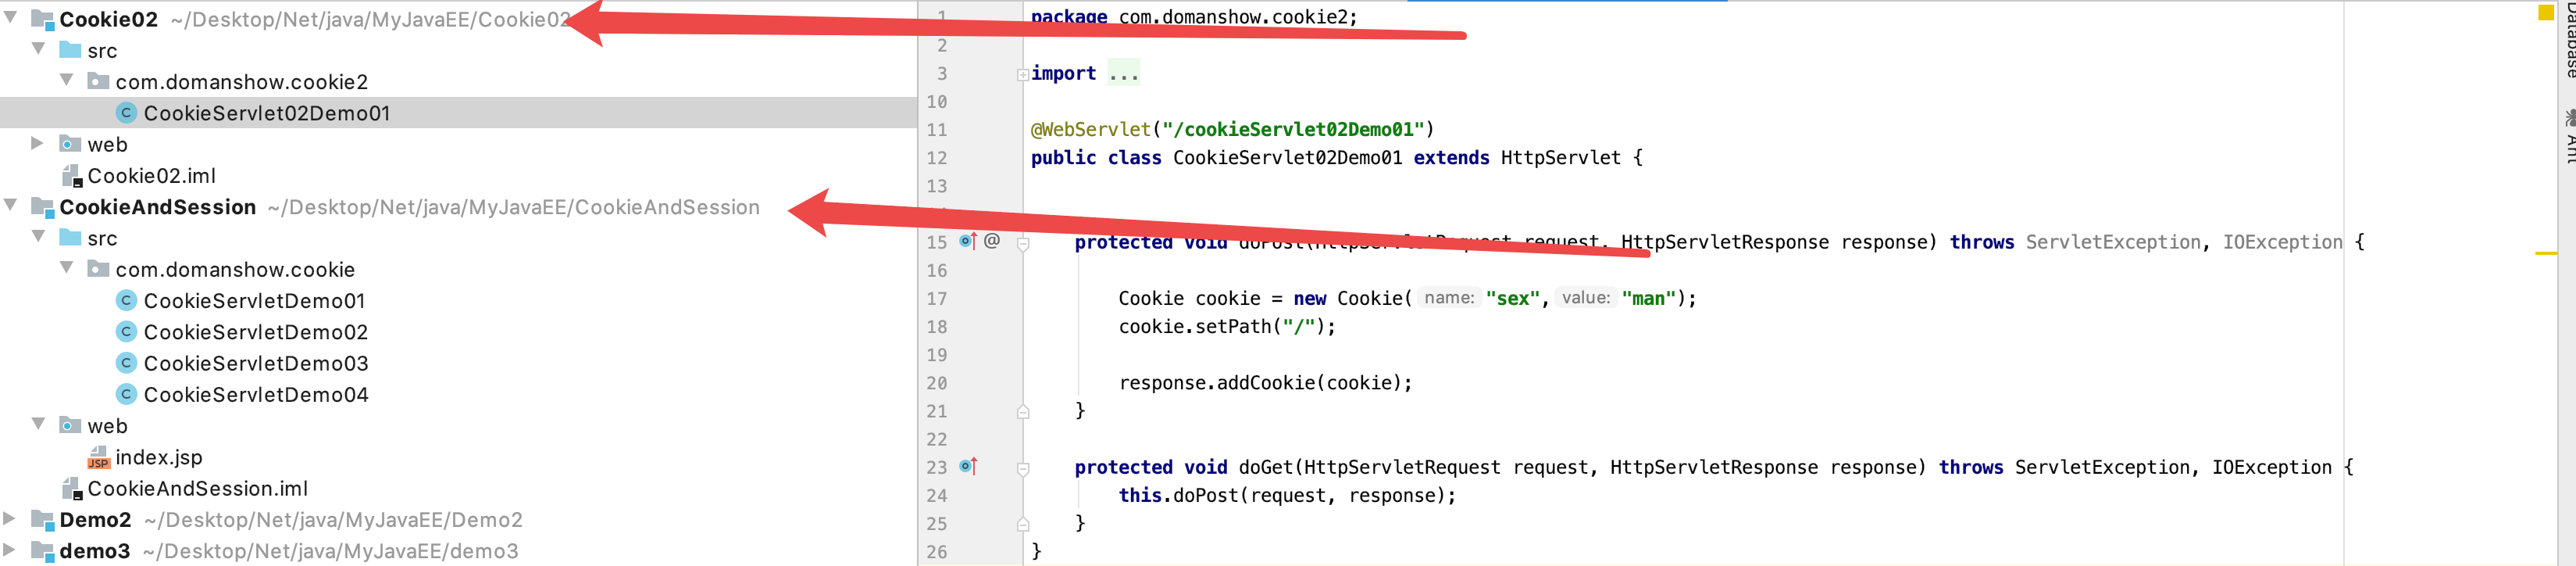 Cookie02 ~/Desktop/Net/java/MyJavaEE/Cookie02
src
com.domanshow.cookie2
CookieServlet02Demo01
web
Cookie02.iml
CookieAndSession ~/Desktop/Net/java/MyJavaEE/CookieAndSession
src
com.domanshow.cookie
CookieServletDemo01
CookieServletDemo02
CookieServletDemo03
CookieServletDemo04
web
JSP index.jsp
CookieAndSession.iml
Demo2 ~/Desktop/Net/java/MyJavaEE/Demo2
demo3 ~/Desktop/Net/java/MyJavaEE/demo3
1 package com.domanshow.cookie2;
2
3 import ...
10
11 @WebServlet("/cookieServlet02Demo01")
12 public class CookieServlet02Demo01 extends HttpServlet {
13
15 @ protected void doPost(HttpServletRequest request, HttpServletResponse response) throws ServletException, IOException {
16
17 Cookie cookie = new Cookie( name: "sex", value: "man");
18 cookie.setPath("/");
19
20 response.addCookie(cookie);
21 }
22
23 protected void doGet(HttpServletRequest request, HttpServletResponse response) throws ServletException, IOException {
24 this.doPost(request, response);
25 }
26 }
Database
Ant